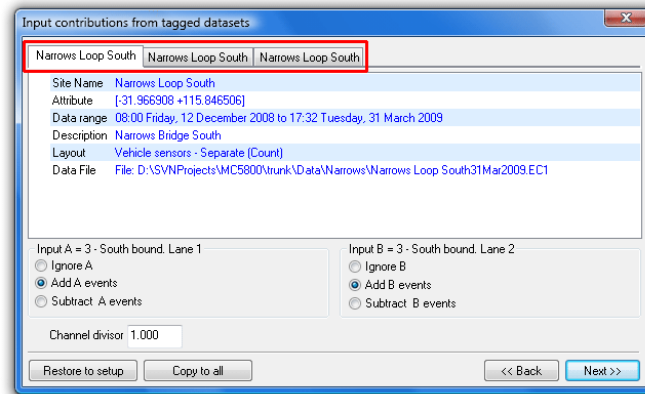 Input contributions from tagged datasets
Narrows Loop South Narrows Loop South Narrows Loop South
Site Name Narrows Loop South
Attribute [-31.966908 +115.846506]
Data range 08:00 Friday, 12 December 2008 to 17:32 Tuesday, 31 March 2009
Description Narrows Bridge South
Layout Vehicle sensors - Separate (Count)
Data File File: D:\SVNProjects\MC5800\trunk\Data\Narrows\Narrows Loop South31Mar2009.EC1
Input A = 3 - South bound. Lane 1 Input B = 3 - South bound. Lane 2
Ignore A Ignore B
Add A events Add B events
Subtract A events Subtract B events
Channel divisor 1.000
Restore to setup Copy to all << Back Next >>